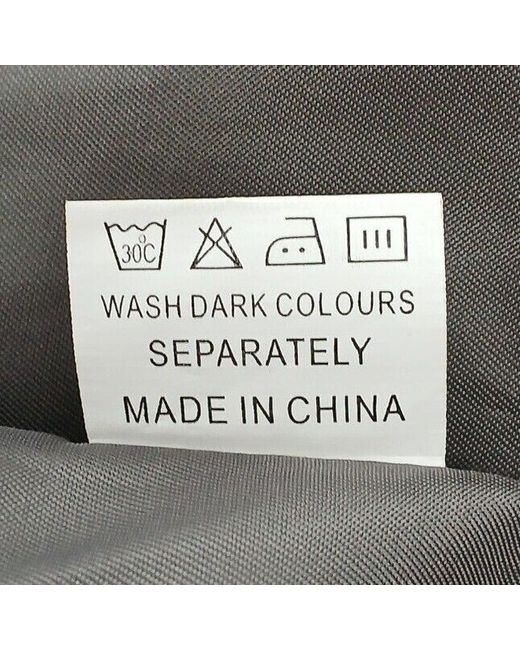 30°C
WASH DARK COLOURS
SEPARATELY
MADE IN CHINA